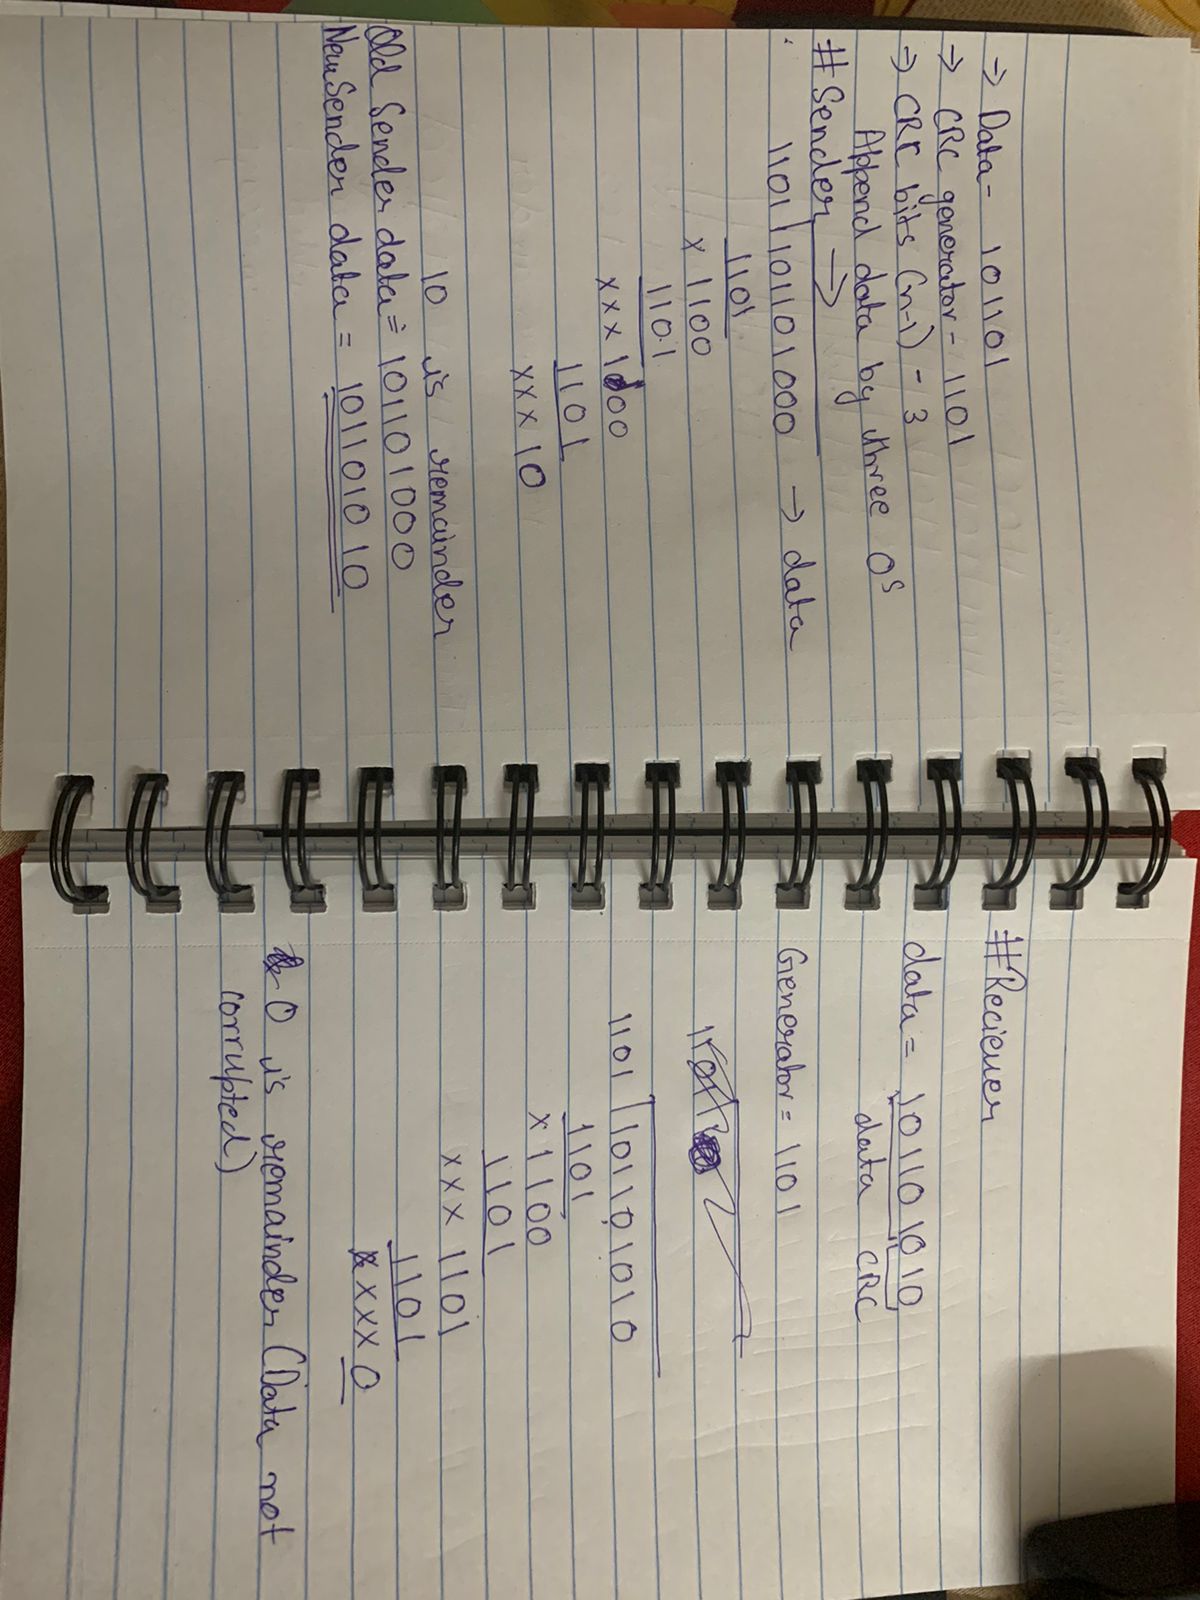 → Data - 101101
→ CRC generator - 1101
→ CRC bits (n-1) - 3
Append data by three 0s
# Sender →
1101 101101000 → data
1101
x 1100
1101
xxx 1000
1101
xxx 10
10 is remainder
Old Sender data = 101101000
New Sender data = 101101010
# Reciever
data = 101101010
data CRC
Generator = 1101
1101 101101010
1101
x 1100
1101
xxx 1101
1101
xxxx 0
0 is remainder (Data not
corrupted)